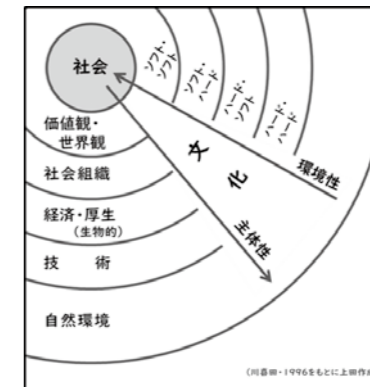 社会
ソフト・ソフト
ソフト・ハード
ハード・ソフト
ハード・ハード
価値観・
世界観
社会組織
経済・厚生
(生物的)
技術
自然環境
文化
環境性
主体性
(川喜田・1996をもとに上田作成